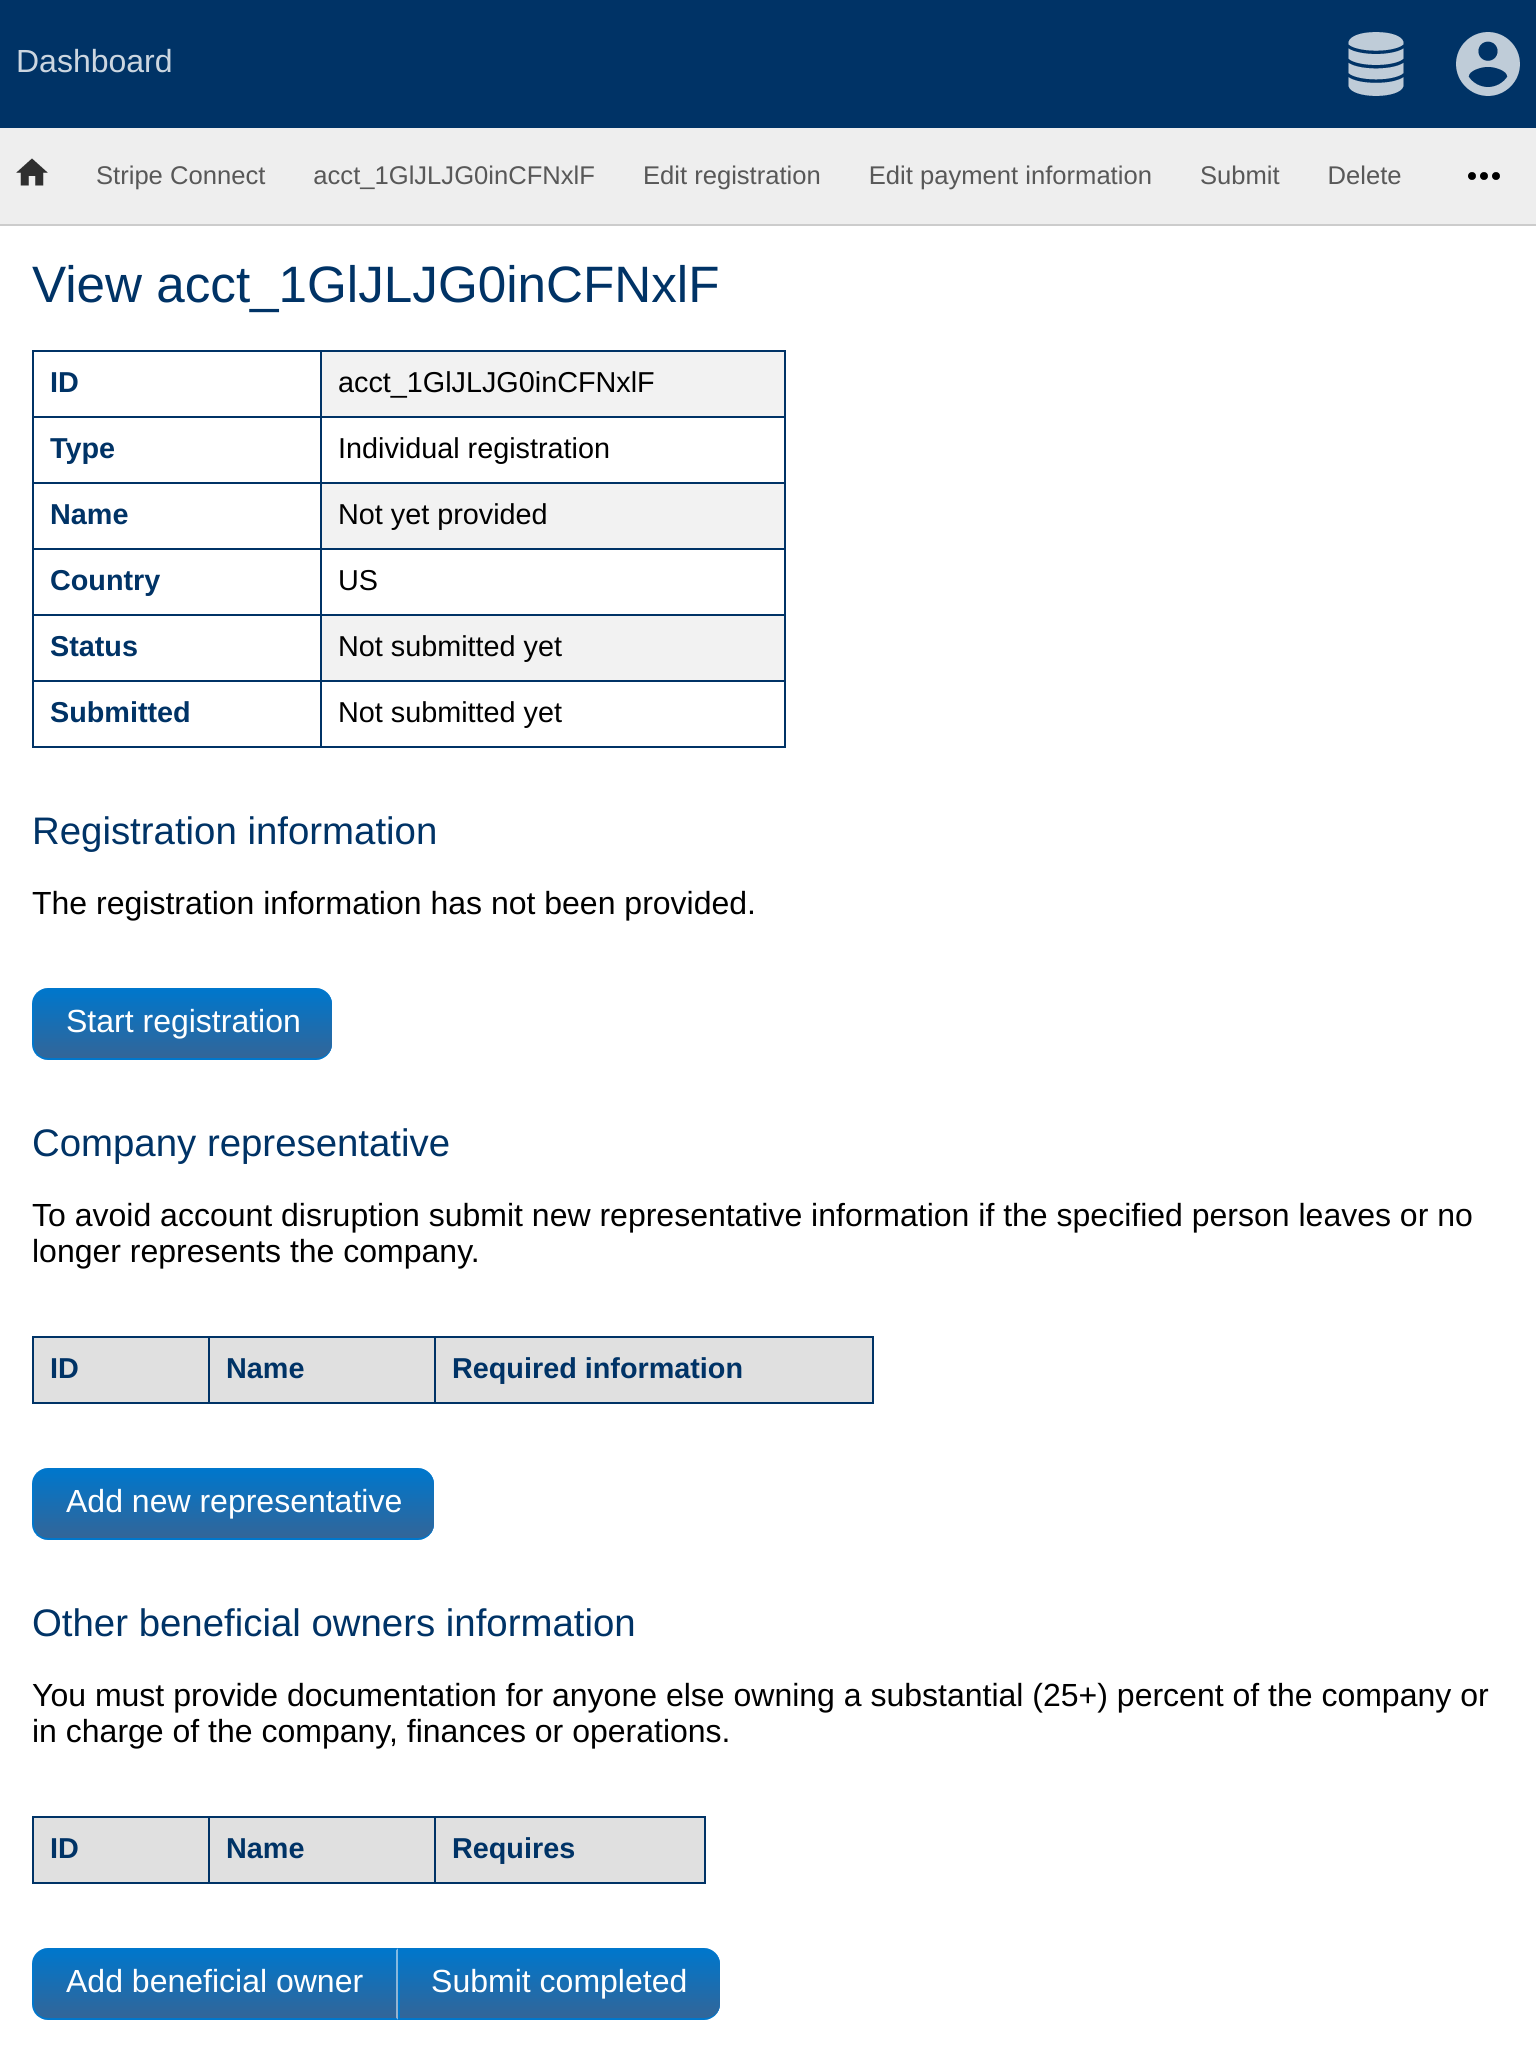 Dashboard
Stripe Connect acct_1GlJLJG0inCFNxlF Edit registration Edit payment information Submit Delete
View acct_1GlJLJG0inCFNxlF
ID acct_1GlJLJG0inCFNxlF
Type Individual registration
Name Not yet provided
Country US
Status Not submitted yet
Submitted Not submitted yet
Registration information
The registration information has not been provided.
Start registration
Company representative
To avoid account disruption submit new representative information if the specified person leaves or no
longer represents the company.
ID Name Required information
Add new representative
Other beneficial owners information
You must provide documentation for anyone else owning a substantial (25+) percent of the company or
in charge of the company, finances or operations.
ID Name Requires
Add beneficial owner Submit completed